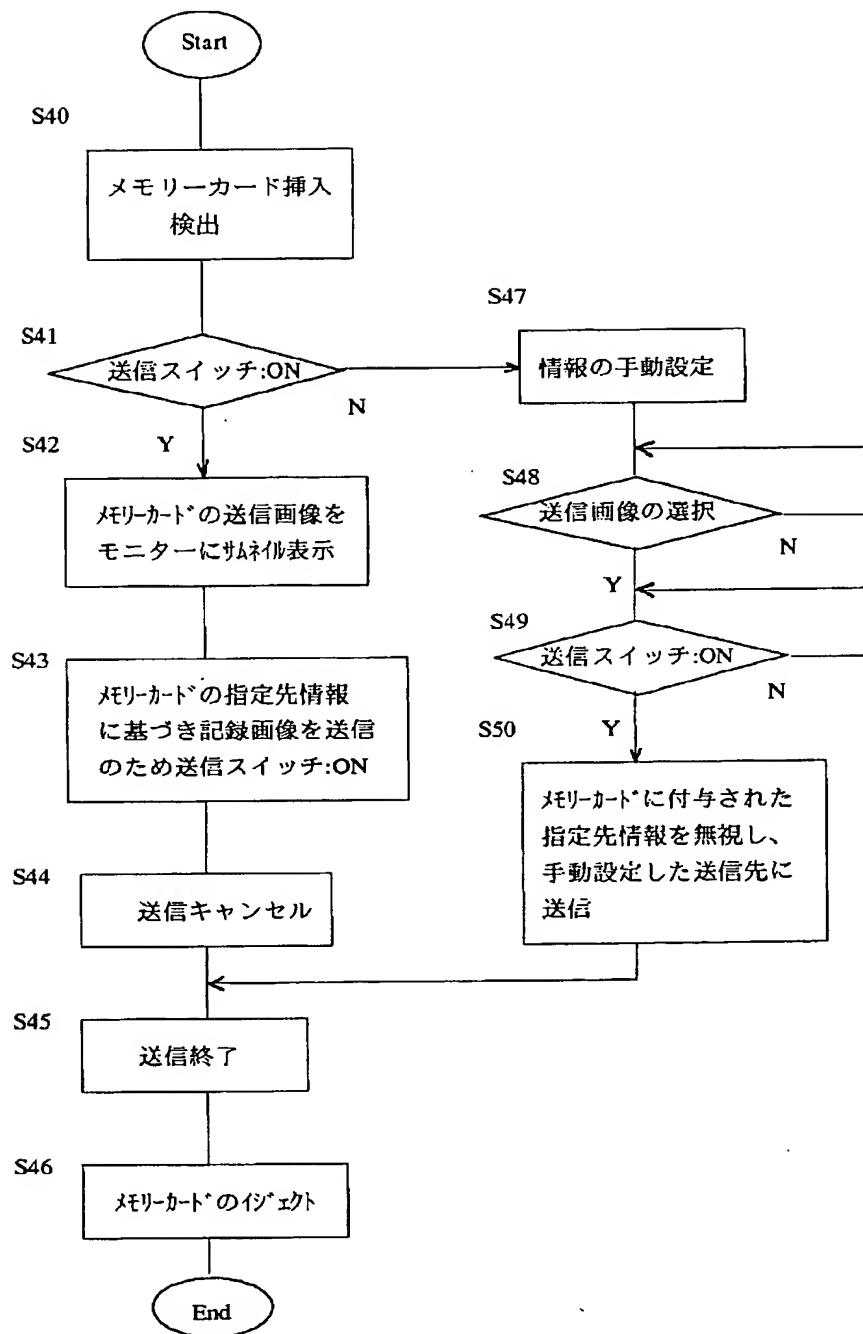 Start
S40
メモリーカード挿入
検出
S41
送信スイッチ:ON
N
Y
S42
ﾒﾓﾘｰｶｰﾄﾞの送信画像を
モニターにｻﾑﾈｲﾙ表示
S43
ﾒﾓﾘｰｶｰﾄﾞの指定先情報
に基づき記録画像を送信
のため送信スイッチ:ON
S44
送信キャンセル
S45
送信終了
S46
ﾒﾓﾘｰｶｰﾄﾞのｲｼﾞｪｸﾄ
End
S47
情報の手動設定
S48
送信画像の選択
N
Y
S49
送信スイッチ:ON
N
Y
S50
ﾒﾓﾘｰｶｰﾄﾞに付与された
指定先情報を無視し、
手動設定した送信先に
送信